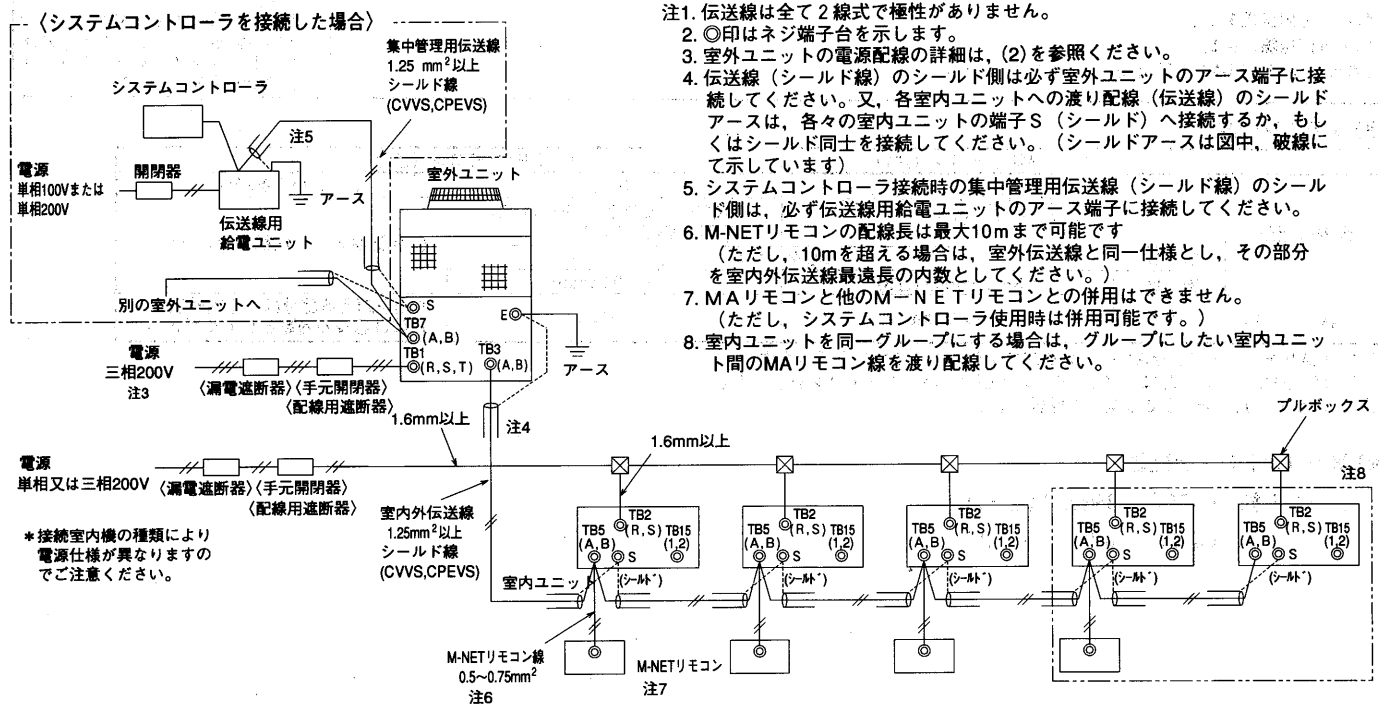 〈システムコントローラを接続した場合〉
集中管理用伝送線
1.25 mm²以上
シールド線
(CVVS,CPEVS)
システムコントローラ
注5
電源
単相100Vまたは
単相200V
開閉器
アース
伝送線用
給電ユニット
室外ユニット
別の室外ユニットへ
S
TB7
(A,B)
E
TB1
(R,S,T)
TB3
(A,B)
アース
電源
三相200V
注3
〈漏電遮断器〉〈手元開閉器〉
〈配線用遮断器〉
注4
注1. 伝送線は全て2線式で極性がありません。
2. ◎印はネジ端子台を示します。
3. 室外ユニットの電源配線の詳細は，(2)を参照ください。
4. 伝送線（シールド線）のシールド側は必ず室外ユニットのアース端子に接
続してください。又，各室内ユニットへの渡り配線（伝送線）のシールド
アースは，各々の室内ユニットの端子S（シールド）へ接続するか，もし
くはシールド同士を接続してください。（シールドアースは図中，破線に
て示しています）
5. システムコントローラ接続時の集中管理用伝送線（シールド線）のシール
ド側は，必ず伝送線用給電ユニットのアース端子に接続してください。
6. M-NETリモコンの配線長は最大10mまで可能です
（ただし，10mを超える場合は，室外伝送線と同一仕様とし，その部分
を室内外伝送線最遠長の内数としてください。）
7. MAリモコンと他のM－NETリモコンとの併用はできません。
（ただし，システムコントローラ使用時は併用可能です。）
8. 室内ユニットを同一グループにする場合は，グループにしたい室内ユニッ
ト間のMAリモコン線を渡り配線してください。
プルボックス
1.6mm以上
1.6mm以上
注8
電源
単相又は三相200V
〈漏電遮断器〉〈手元開閉器〉
〈配線用遮断器〉
＊接続室内機の種類により
電源仕様が異なりますの
でご注意ください。
室内外伝送線
1.25mm²以上
シールド線
(CVVS,CPEVS)
室内ユニット
TB2
TB5 (R,S) TB15
(A,B) (1,2)
S
(シールド)
TB2
TB5 (R,S) TB15
(A,B) (1,2)
S
(シールド)
TB2
TB5 (R,S) TB15
(A,B) (1,2)
S
(シールド)
TB2
TB5 (R,S) TB15
(A,B) (1,2)
S
(シールド)
TB2
TB5 (R,S) TB15
(A,B) (1,2)
S
(シールド)
M-NETリモコン線
0.5～0.75mm²
注6
M-NETリモコン
注7